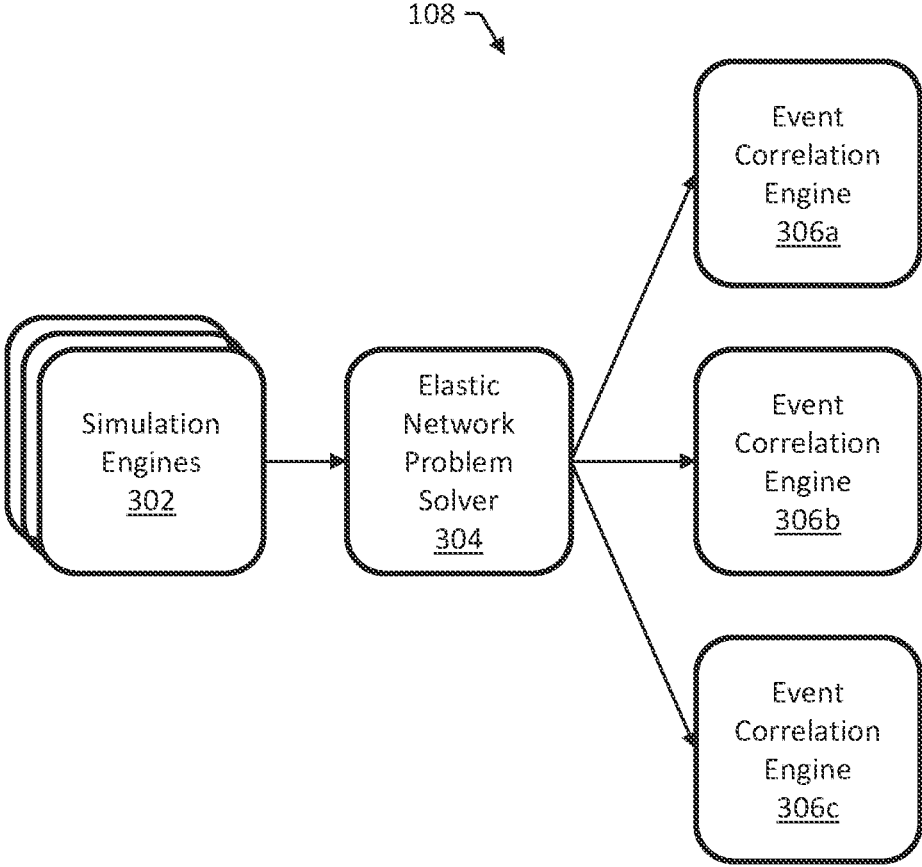 108
Event
Correlation
Engine
306a
Simulation
Engines
302
Elastic
Network
Problem
Solver
304
Event
Correlation
Engine
306b
Event
Correlation
Engine
306c